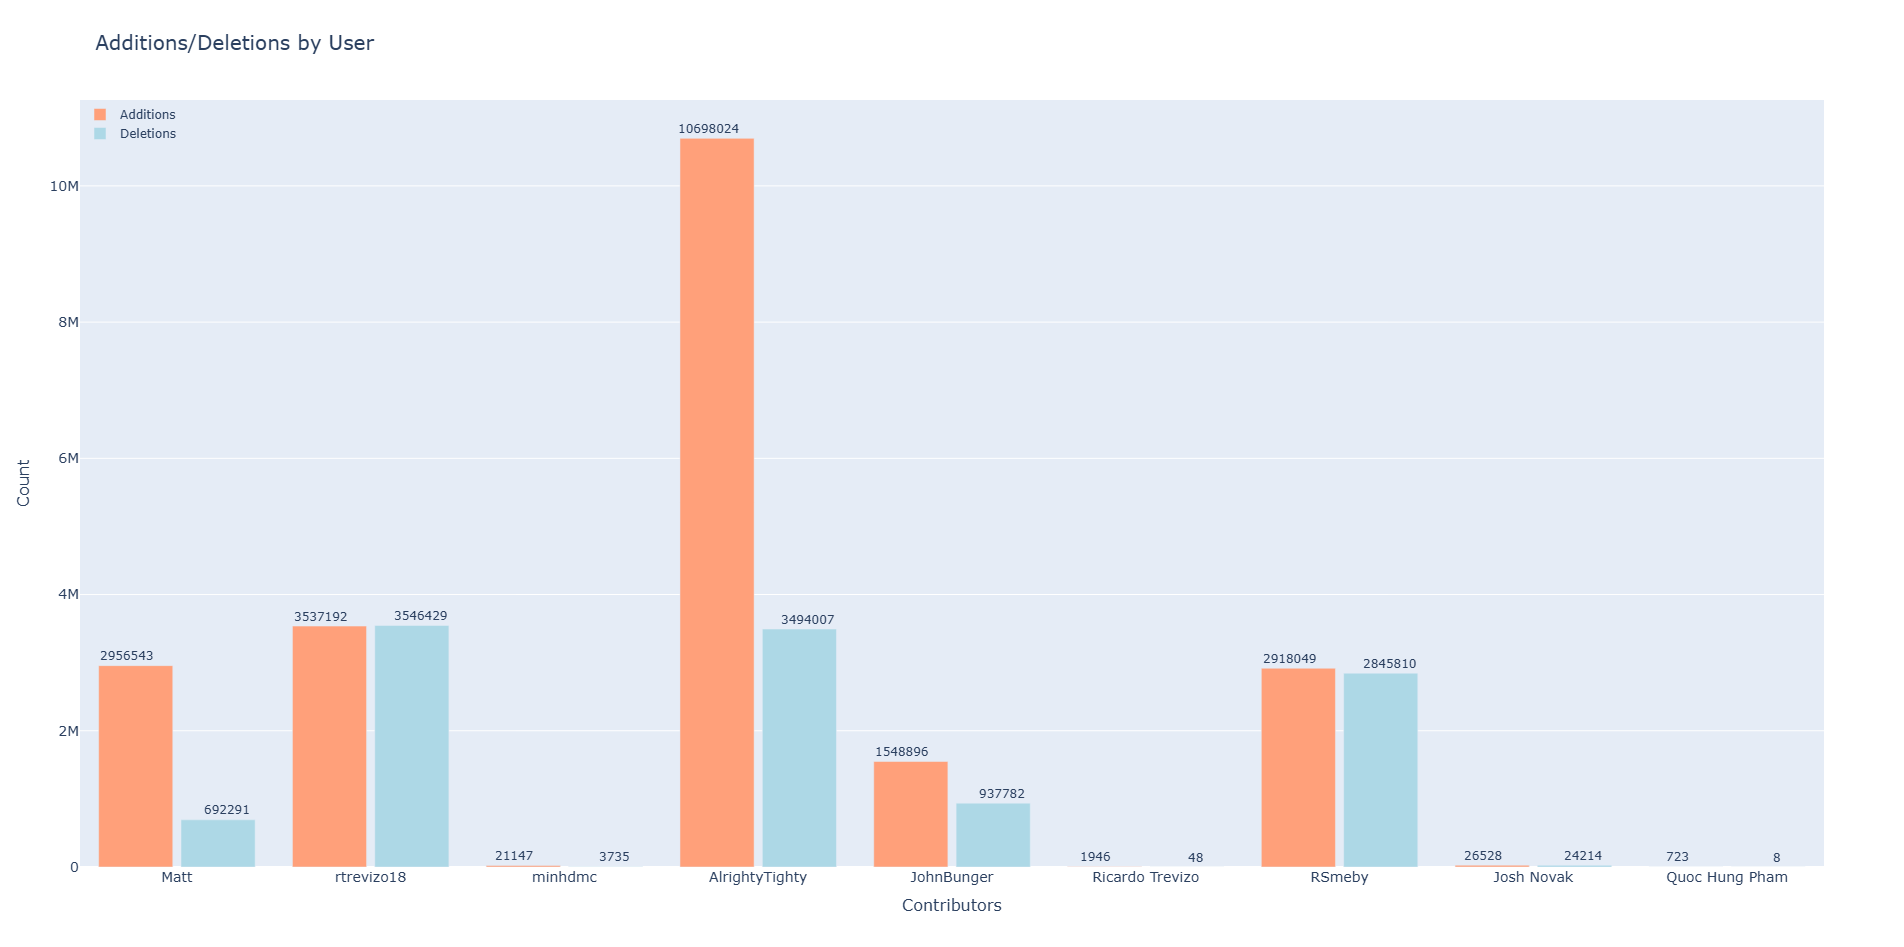 Additions/Deletions by User
Additions
Deletions
10698024
10M
8M
6M
4M
2M
0
Count
2956543
692291
3537192
3546429
21147
3735
3494007
1548896
937782
1946
48
2918049
2845810
26528
24214
723
8
Matt
rtrevizo18
minhdmc
AlrightyTighty
JohnBunger
Ricardo Trevizo
RSmeby
Josh Novak
Quoc Hung Pham
Contributors